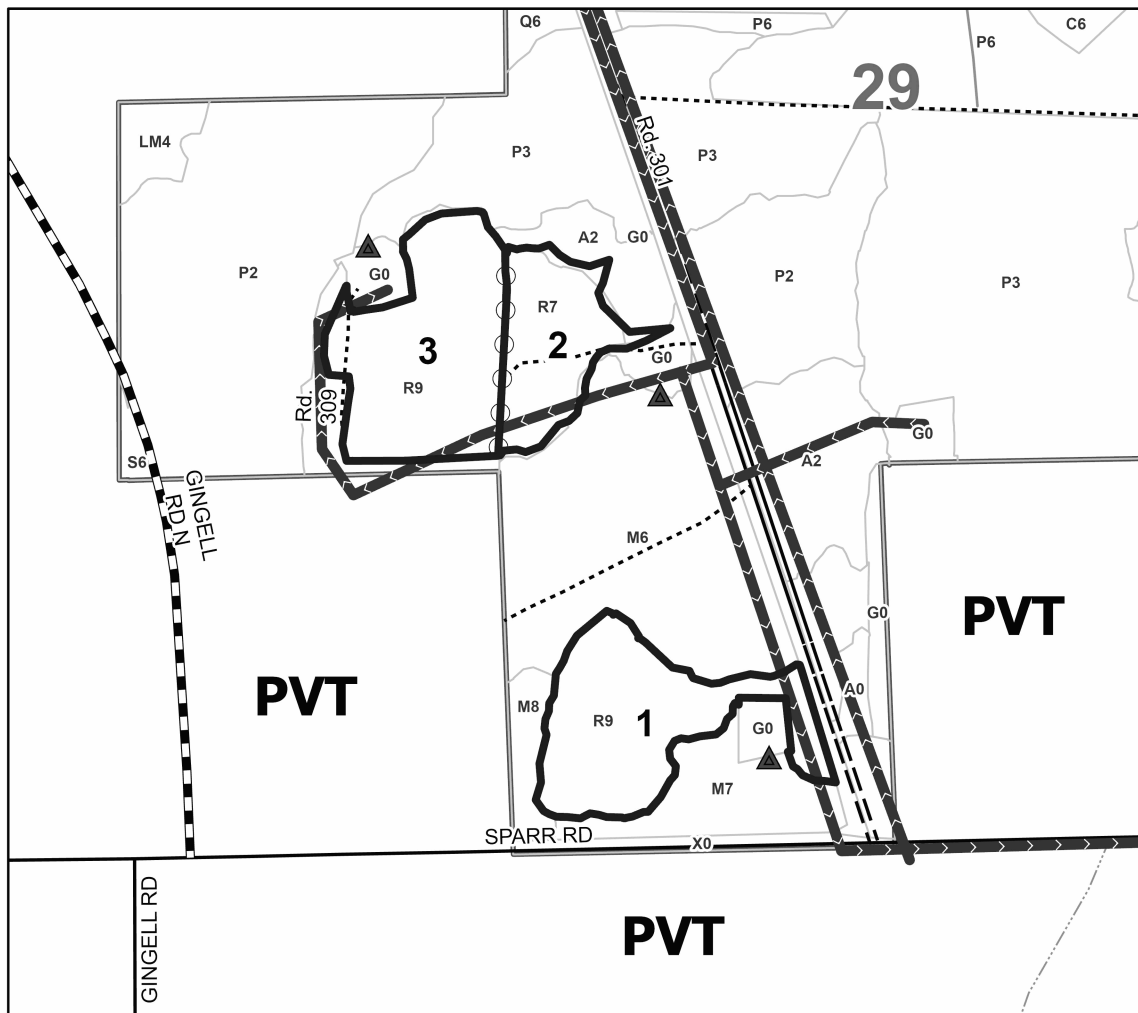 Q6
P6
C6
P6
29
LM4
P3
Rd. 301
P3
A2
G0
P2
G0
P2
P3
R7
3
2
G0
R9
Rd.
309
G0
S6
A2
GINGELL
RD N
M6
G0
PVT
PVT
A0
M8
R9
1
G0
M7
SPARR RD
X0
GINGELL RD
PVT